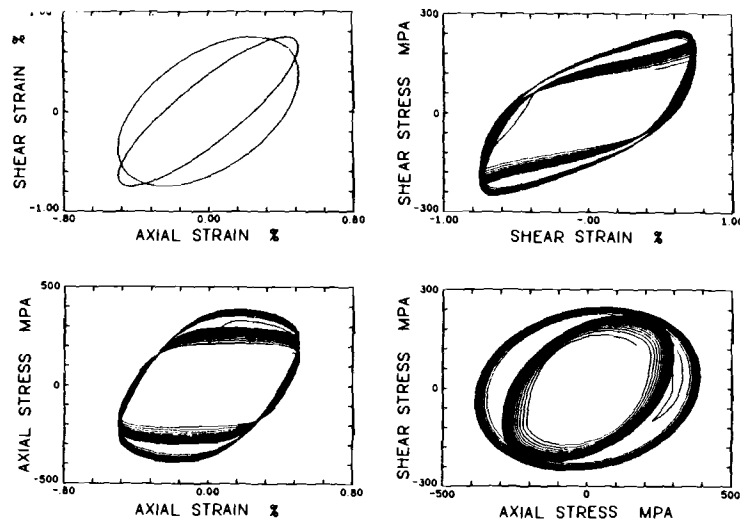 1.00
SHEAR STRAIN %
-1.00
-.80 0.00 0.80
AXIAL STRAIN %
300
SHEAR STRESS MPA
0
-300
-1.00 -.00 1.00
SHEAR STRAIN %
500
AXIAL STRESS MPA
0
-500
-.80 0.00 0.80
AXIAL STRAIN %
300
SHEAR STRESS MPA
0
-300
-500 0 500
AXIAL STRESS MPA